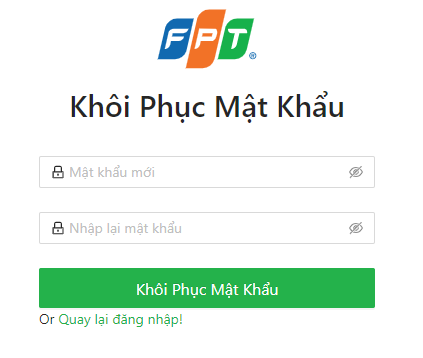 FPT®
Khôi Phục Mật Khẩu
Mật khẩu mới
Nhập lại mật khẩu
Khôi Phục Mật Khẩu
Or Quay lại đăng nhập!